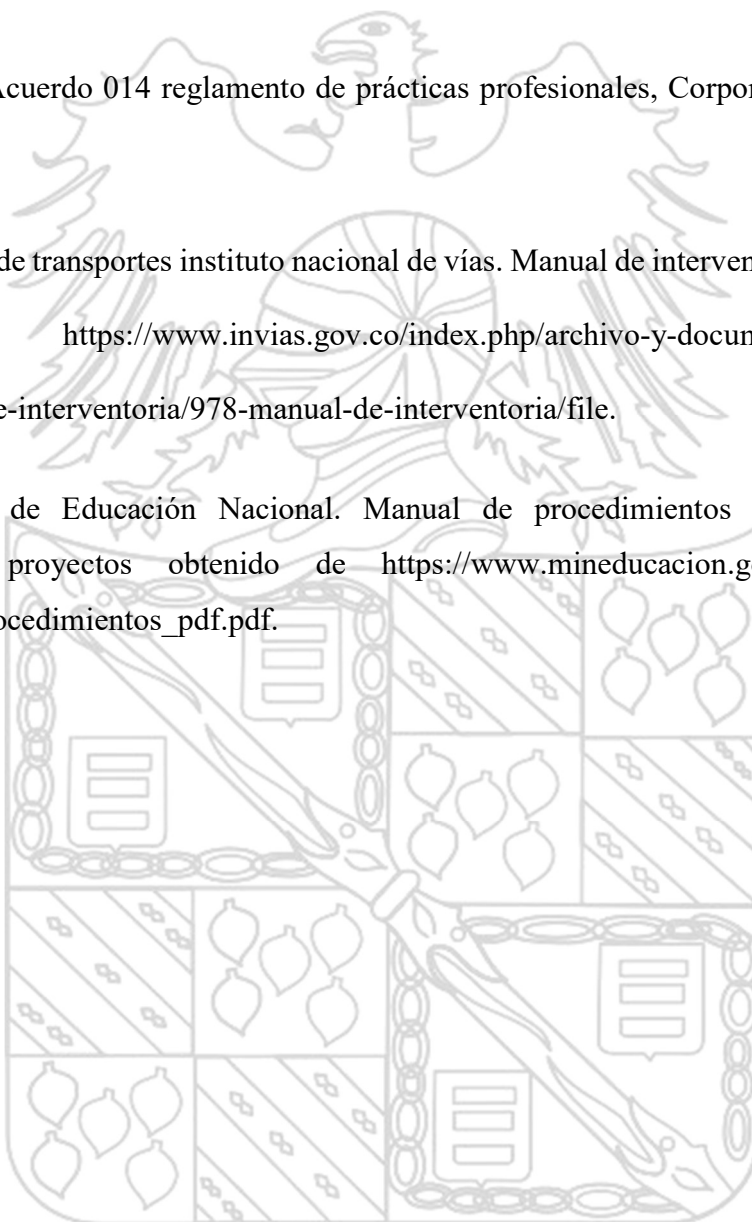 Acuerdo 014 reglamento de prácticas profesionales,
de transportes instituto nacional de vías. Manual de
https://www.invias.gov.co/index.php/archivo-y-docum
e-interventoria/978-manual-de-interventoria/file.
de Educación Nacional. Manual de procedimientos
proyectos obtenido de https://www.mineducacion.g
ocedimientos_pdf.pdf.